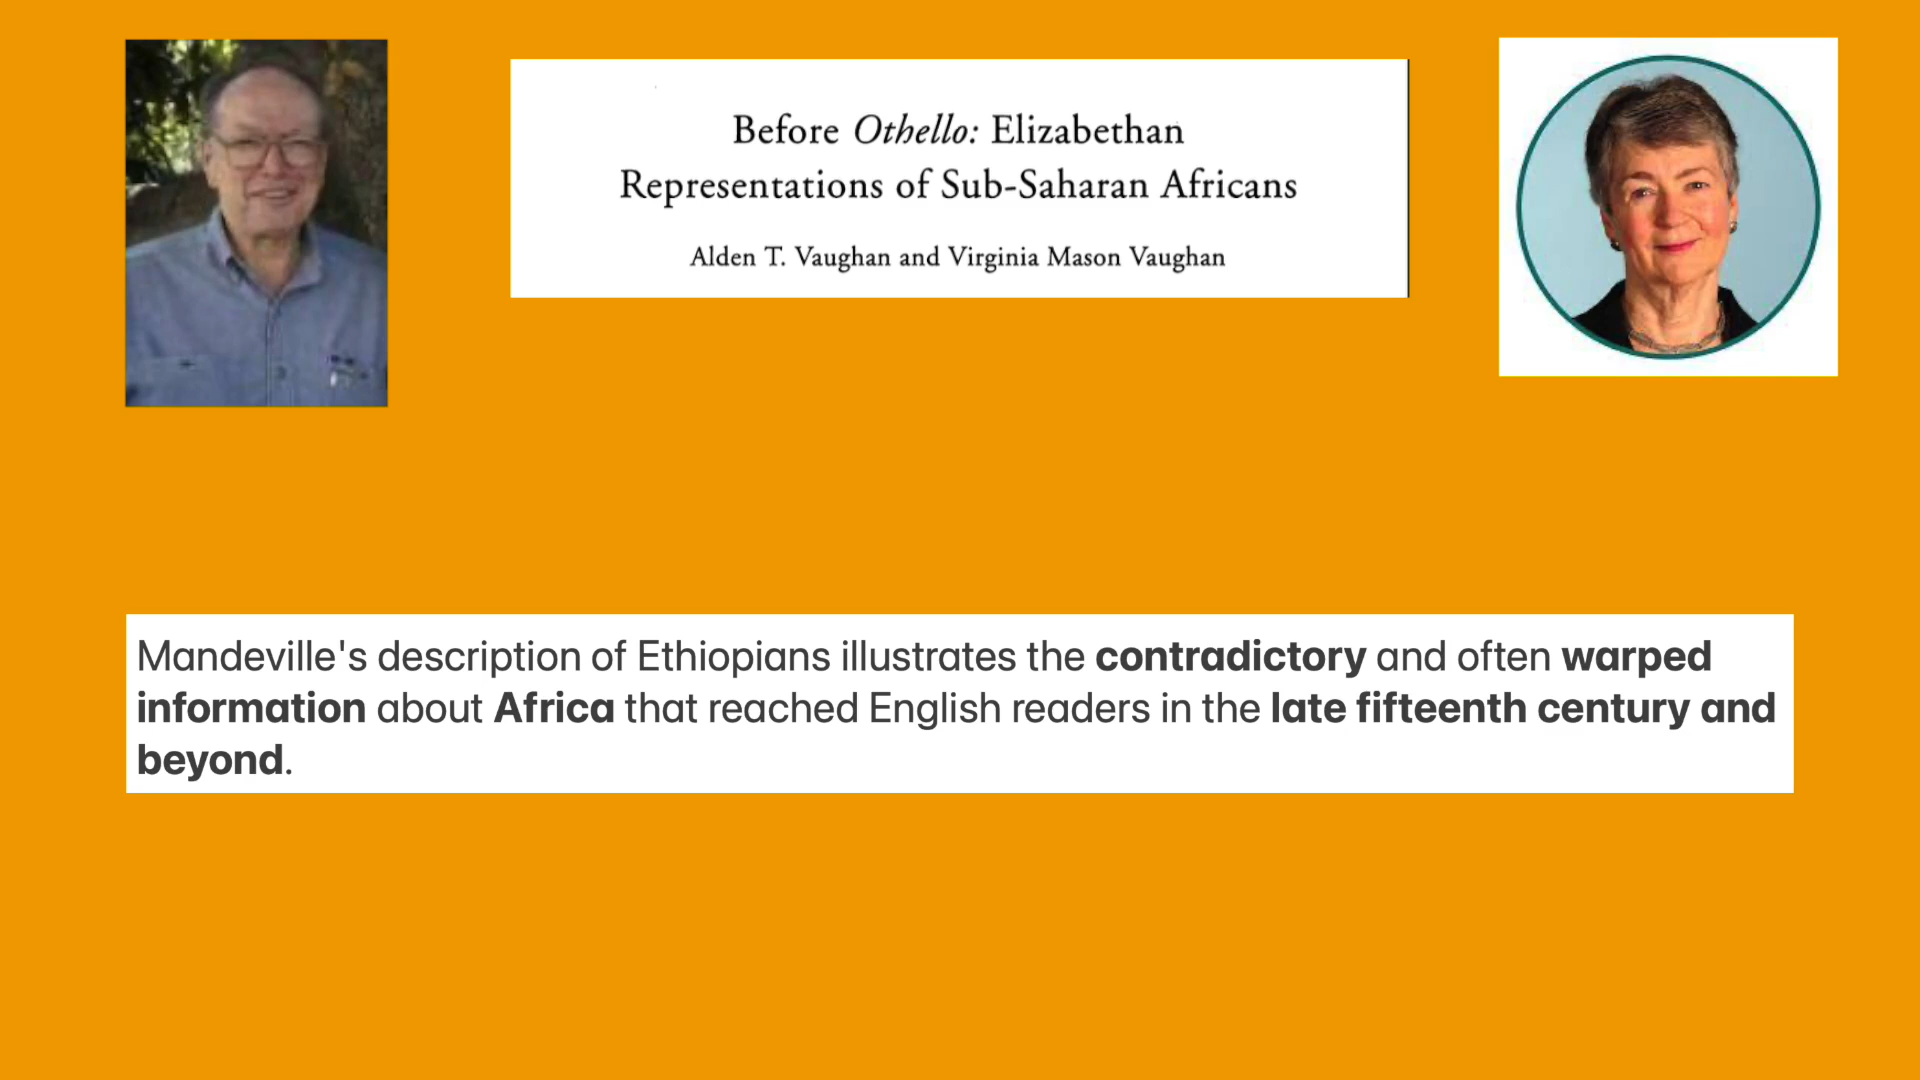 Before Othello: Elizabethan
Representations of Sub-Saharan Africans
Alden T. Vaughan and Virginia Mason Vaughan
Mandeville's description of Ethiopians illustrates the contradictory and often warped
information about Africa that reached English readers in the late fifteenth century and
beyond.